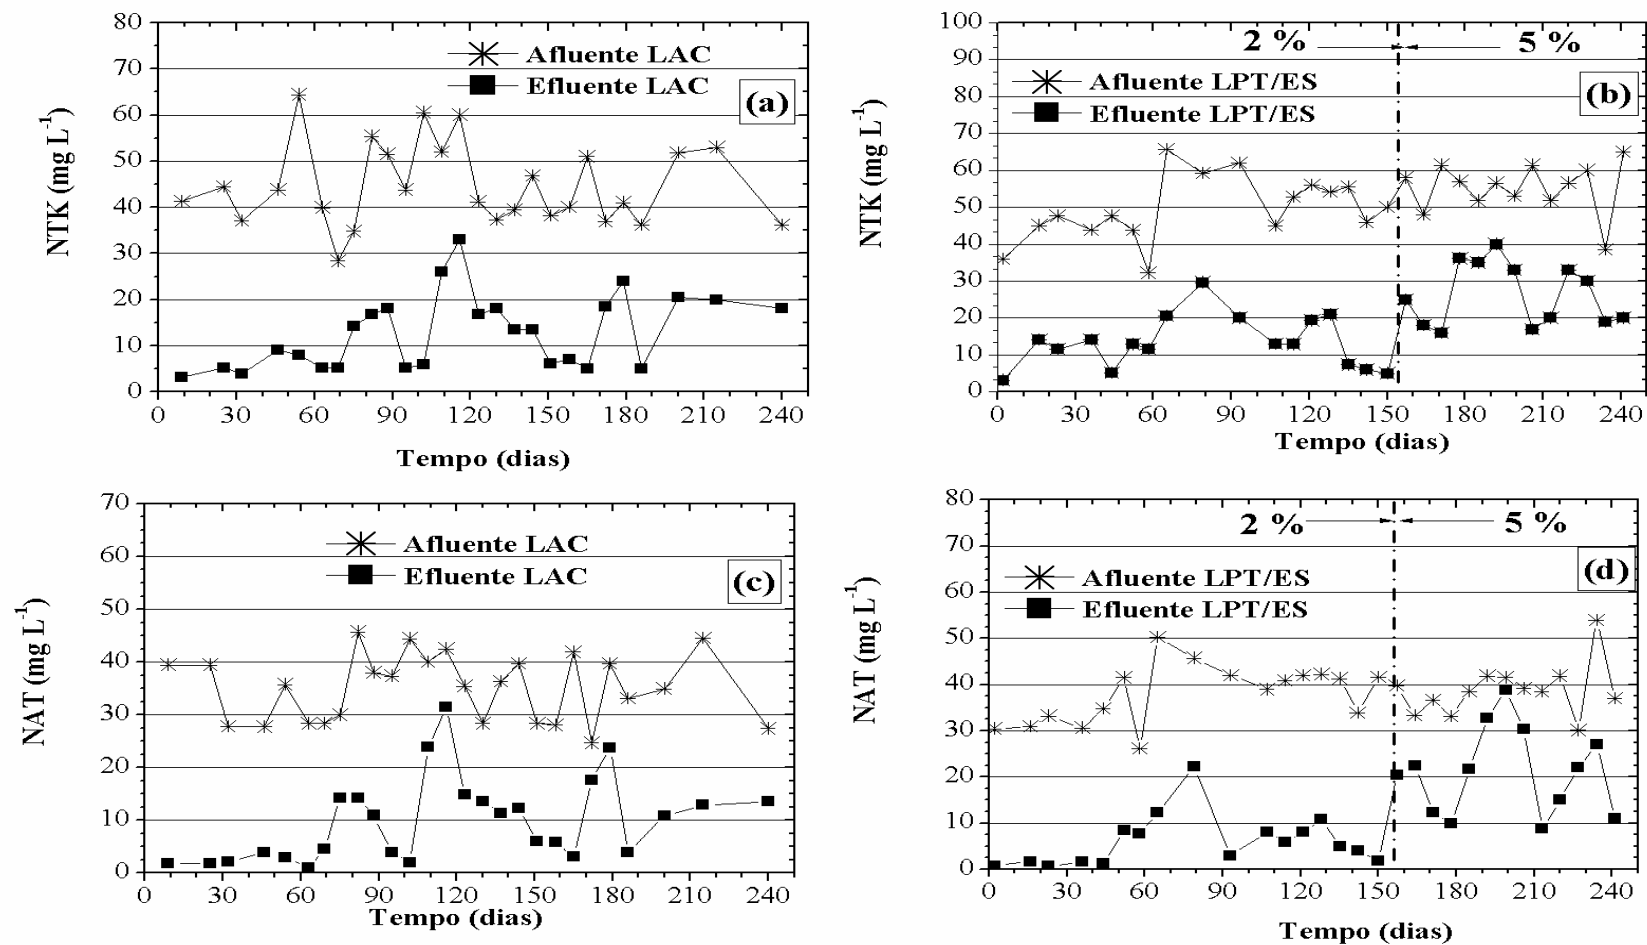 80
70
60
50
40
30
20
10
0
NTK (mg L-1)
Afluente LAC
Efluente LAC
(a)
0 30 60 90 120 150 180 210 240
Tempo (dias)
100
90
80
70
60
50
40
30
20
10
0
NTK (mg L-1)
2 % 5 %
Afluente LPT/ES
Efluente LPT/ES
(b)
0 30 60 90 120 150 180 210 240
Tempo (dias)
70
60
50
40
30
20
10
0
NAT (mg L-1)
Afluente LAC
Efluente LAC
(c)
0 30 60 90 120 150 180 210 240
Tempo (dias)
80
70
60
50
40
30
20
10
0
NAT (mg L-1)
2 % 5 %
Afluente LPT/ES
Efluente LPT/ES
(d)
0 30 60 90 120 150 180 210 240
Tempo (dias)